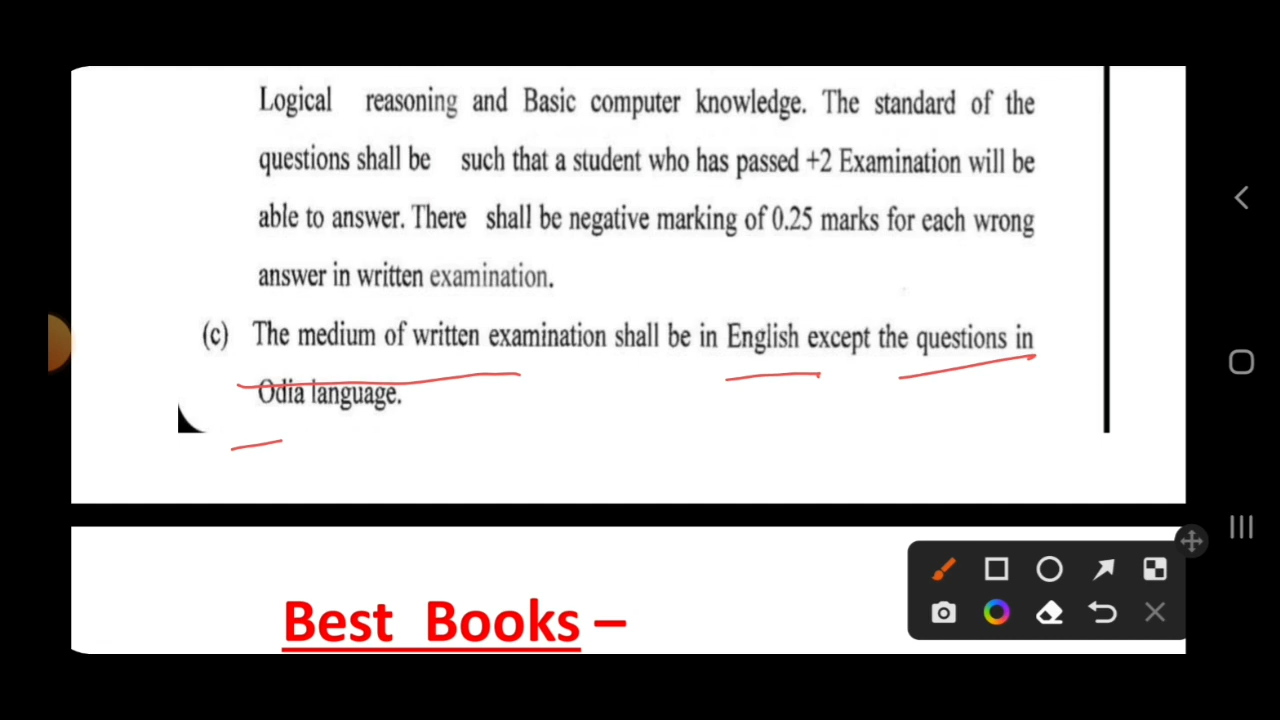 Logical reasoning and Basic computer knowledge. The standard of the
questions shall be such that a student who has passed +2 Examination will be
able to answer. There shall be negative marking of 0.25 marks for each wrong
answer in written examination.
(c) The medium of written examination shall be in English except the questions in
Odia language.
Best Books –